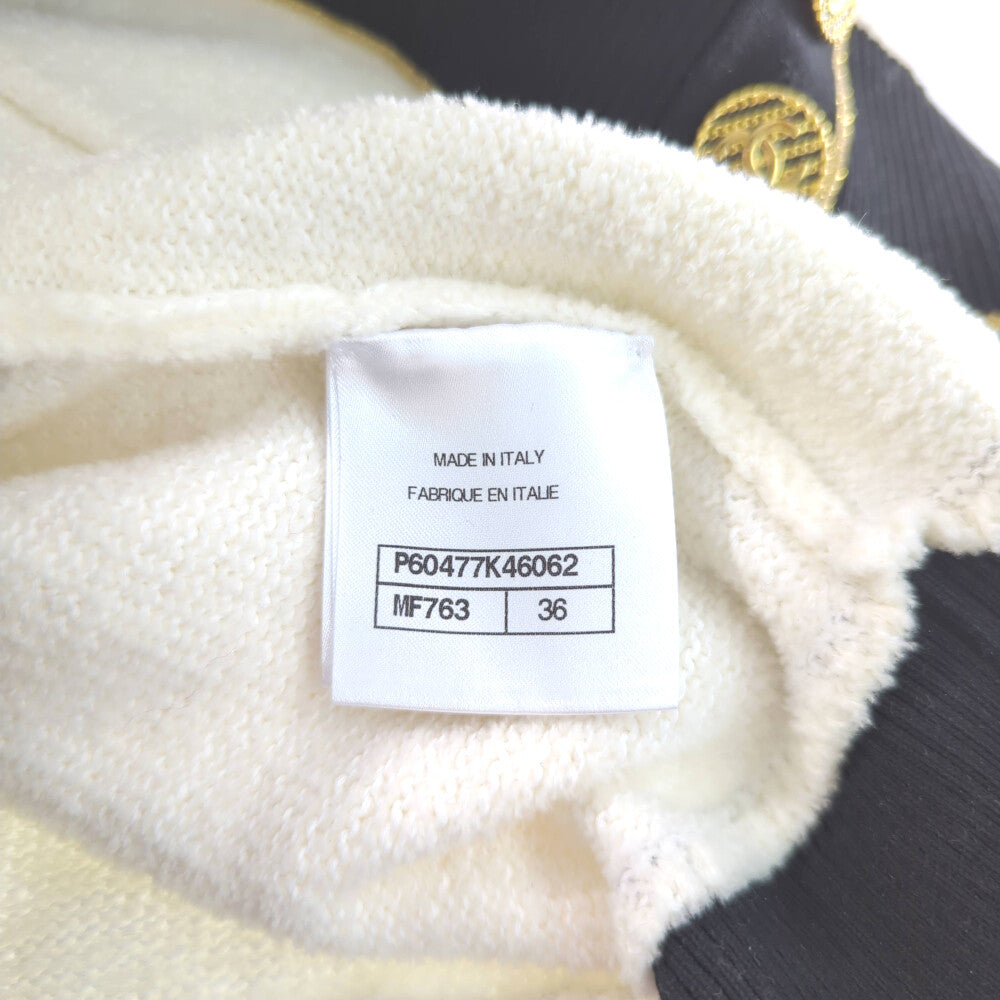 MADE IN ITALY
FABRIQUE EN ITALIE
P60477K46062
MF763 36